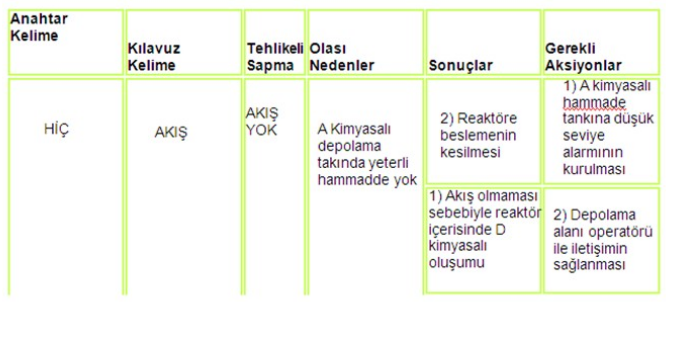 Anahtar
Kelime
Kılavuz
Kelime
Tehlikeli
Sapma
Olası
Nedenler
Sonuçlar
Gerekli
Aksiyonlar
HİÇ
AKIŞ
AKIŞ
YOK
A Kimyasalı
depolama
takında yeterli
hammadde yok
2) Reaktöre
beslemenin
kesilmesi
1) A kimyasalı
hammade
tankına düşük
seviye
alarmının
kurulması
1) Akış olmaması
sebebiyle reaktör
içerisinde D
kimyasalı
oluşumu
2) Depolama
alanı operatörü
ile iletişimin
sağlanması